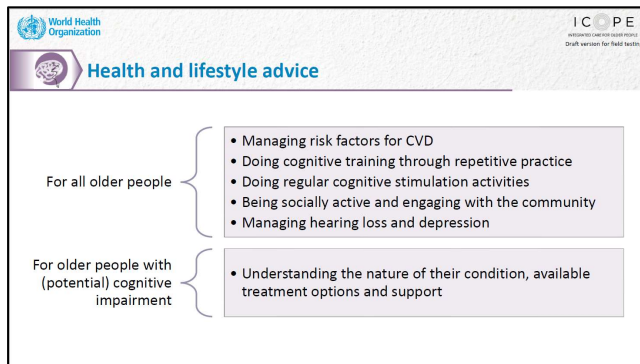 World Health
Organization
ICOPE
INTEGRATED CARE FOR OLDER PEOPLE
Draft version for field testin
Health and lifestyle advice
For all older people
• Managing risk factors for CVD
• Doing cognitive training through repetitive practice
• Doing regular cognitive stimulation activities
• Being socially active and engaging with the community
• Managing hearing loss and depression
For older people with
(potential) cognitive
impairment
• Understanding the nature of their condition, available
treatment options and support